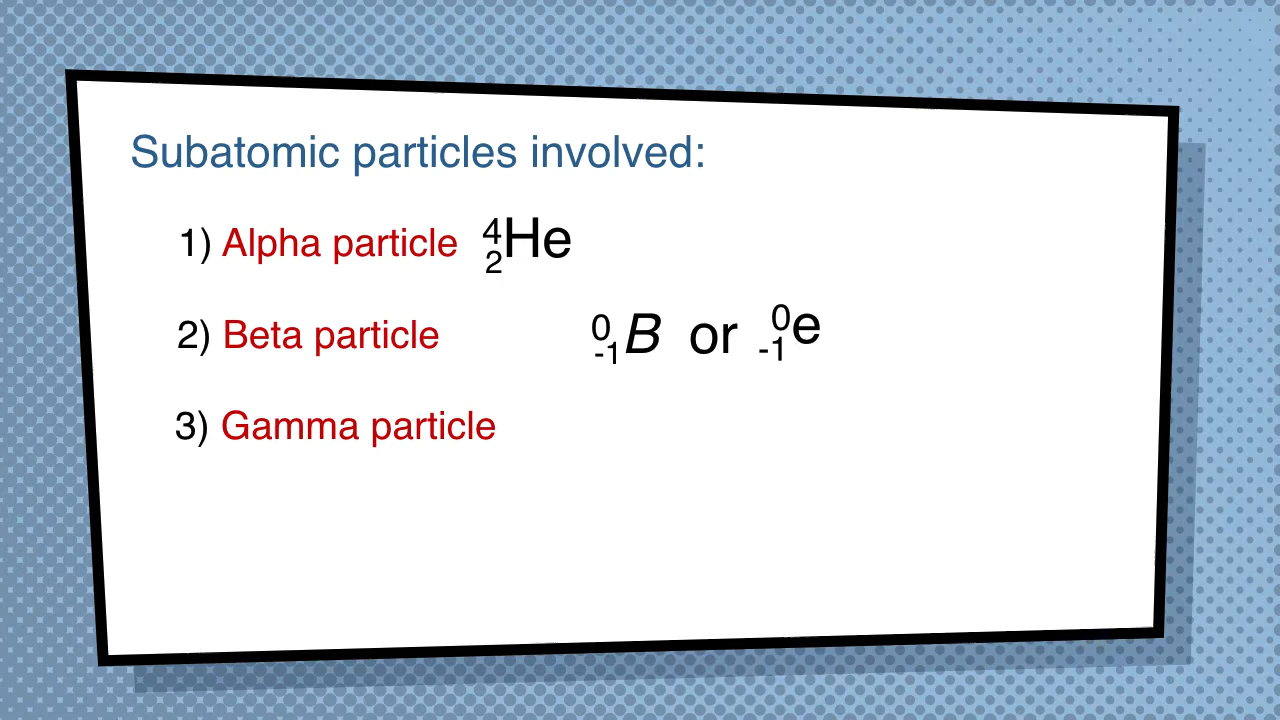 Subatomic particles involved:
1) Alpha particle ⁴₂He
2) Beta particle ⁰₋₁B or ⁰₋₁e
3) Gamma particle